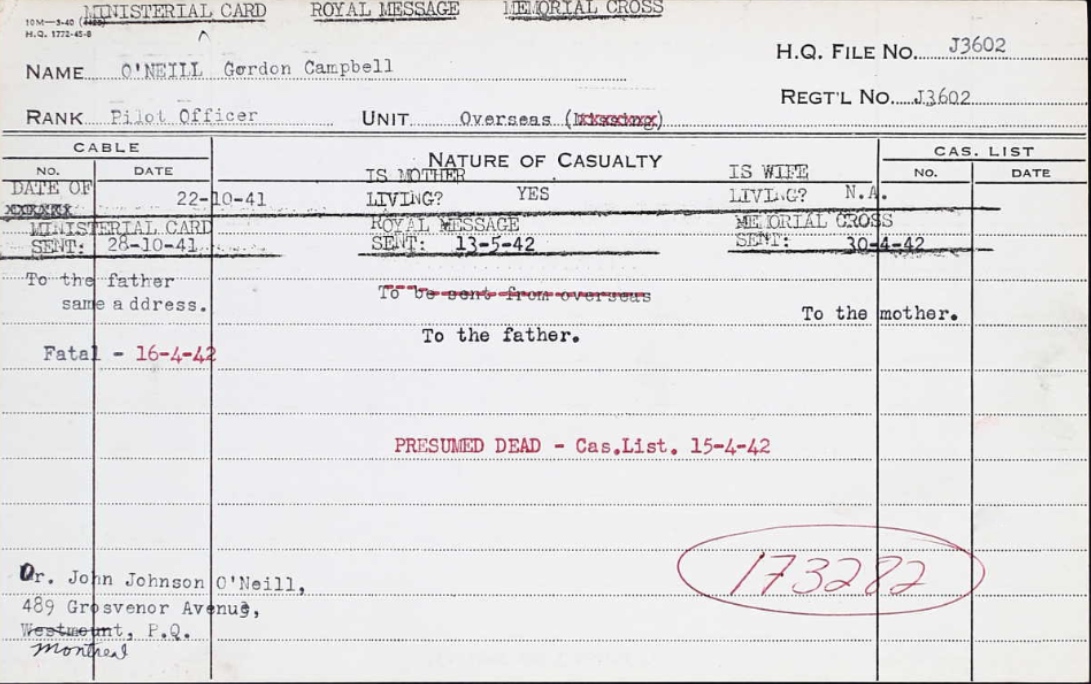 MINISTERIAL CARD ROYAL MESSAGE MEMORIAL CROSS
10M—3-40
H.Q. 1772-45-8
H.Q. FILE No. J3602
NAME O'NEILL Gordon Campbell
REGT'L No. J3602
RANK Pilot Officer UNIT Overseas
CABLE NATURE OF CASUALTY CAS. LIST
NO. DATE IS MOTHER IS WIFE NO. DATE
DATE OF 22-10-41 LIVING? YES LIVING? N.A.
MINISTERIAL CARD ROYAL MESSAGE MEMORIAL CROSS
SENT: 28-10-41 SENT: 13-5-42 SENT: 30-4-42
To the father To be sent from overseas
same address. To the mother.
To the father.
Fatal - 16-4-42
PRESUMED DEAD - Cas.List. 15-4-42
173282
Dr. John Johnson O'Neill,
489 Grosvenor Avenue,
Westmount, P.Q.
Montreal